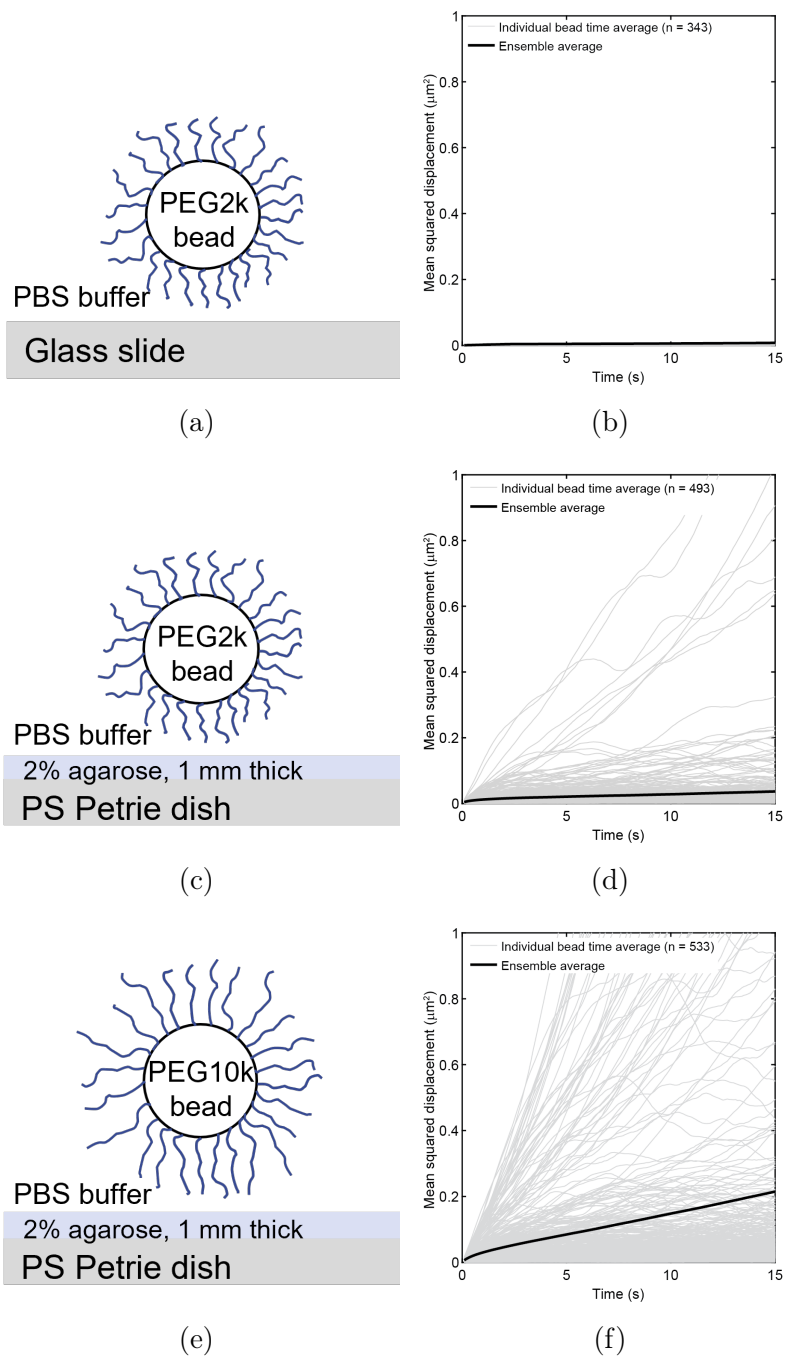 PEG2k
bead
PBS buffer
Glass slide
(a)
Individual bead time average (n = 343)
Ensemble average
Mean squared displacement (μm²)
1
0.8
0.6
0.4
0.2
0
5
10
15
Time (s)
(b)
PEG2k
bead
PBS buffer
2% agarose, 1 mm thick
PS Petrie dish
(c)
Individual bead time average (n = 493)
Ensemble average
Mean squared displacement (μm²)
1
0.8
0.6
0.4
0.2
0
5
10
15
Time (s)
(d)
PEG10k
bead
PBS buffer
2% agarose, 1 mm thick
PS Petrie dish
(e)
Individual bead time average (n = 533)
Ensemble average
Mean squared displacement (μm²)
1
0.8
0.6
0.4
0.2
0
5
10
15
Time (s)
(f)